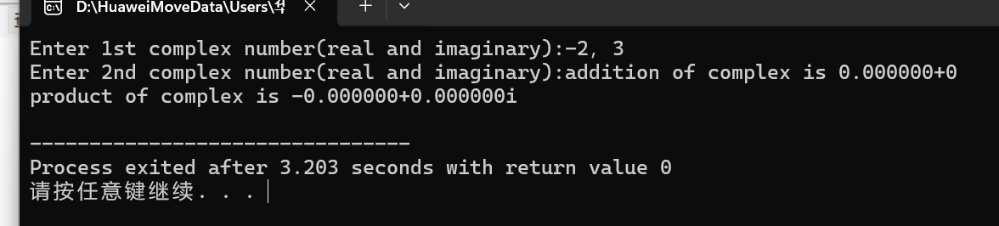 D:\HuaweiMoveData\Users\华
Enter 1st complex number(real and imaginary):-2, 3
Enter 2nd complex number(real and imaginary):addition of complex is 0.000000+0
product of complex is -0.000000+0.000000i
--------------------------------
Process exited after 3.203 seconds with return value 0
请按任意键继续. . .